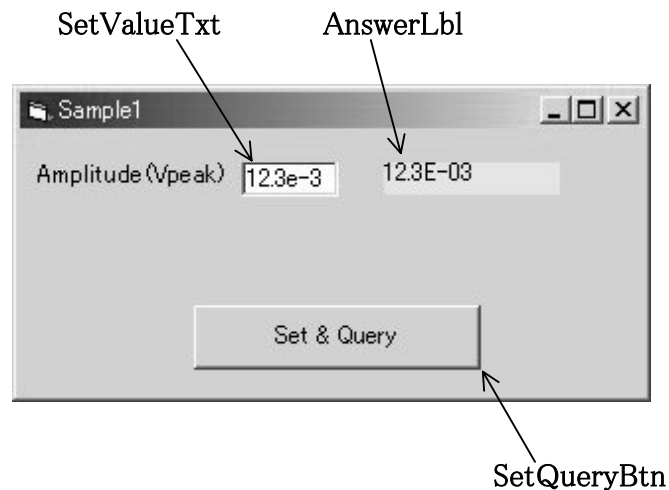 SetValueTxt AnswerLbl
Sample1
Amplitude(Vpeak) 12.3e-3 12.3E-03
Set & Query
SetQueryBtn